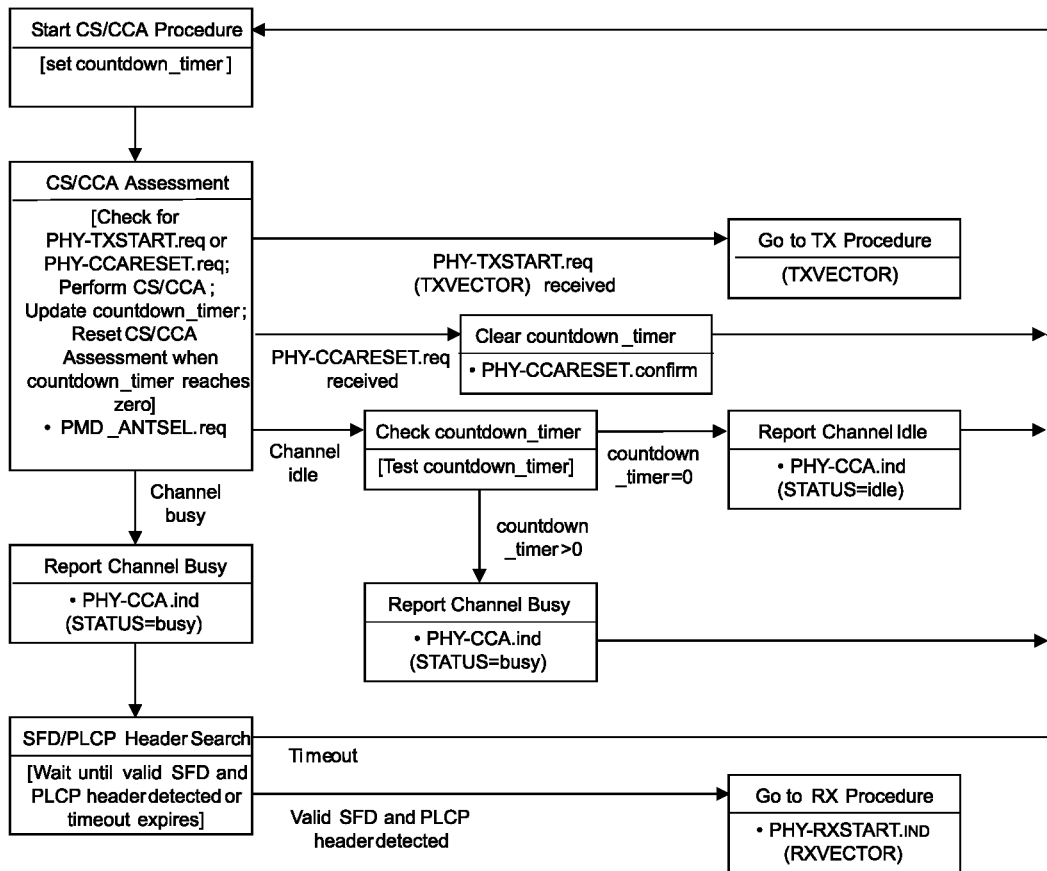 Start CS/CCA Procedure
[set countdown_timer]
CS/CCA Assessment
[Check for
PHY-TXSTART.req or
PHY-CCARESET.req;
Perform CS/CCA;
Update countdown_timer;
Reset CS/CCA
Assessment when
countdown_timer reaches
zero]
• PMD_ANTSEL.req
PHY-TXSTART.req
(TXVECTOR) received
Go to TX Procedure
(TXVECTOR)
PHY-CCARESET.req
received
Clear countdown_timer
• PHY-CCARESET.confirm
Channel
idle
Check countdown_timer
[Test countdown_timer]
countdown
_timer=0
Report Channel Idle
• PHY-CCA.ind
(STATUS=idle)
Channel
busy
countdown
_timer>0
Report Channel Busy
• PHY-CCA.ind
(STATUS=busy)
Report Channel Busy
• PHY-CCA.ind
(STATUS=busy)
SFD/PLCP Header Search
[Wait until valid SFD and
PLCP header detected or
timeout expires]
Timeout
Valid SFD and PLCP
header detected
Go to RX Procedure
• PHY-RXSTART.IND
(RXVECTOR)